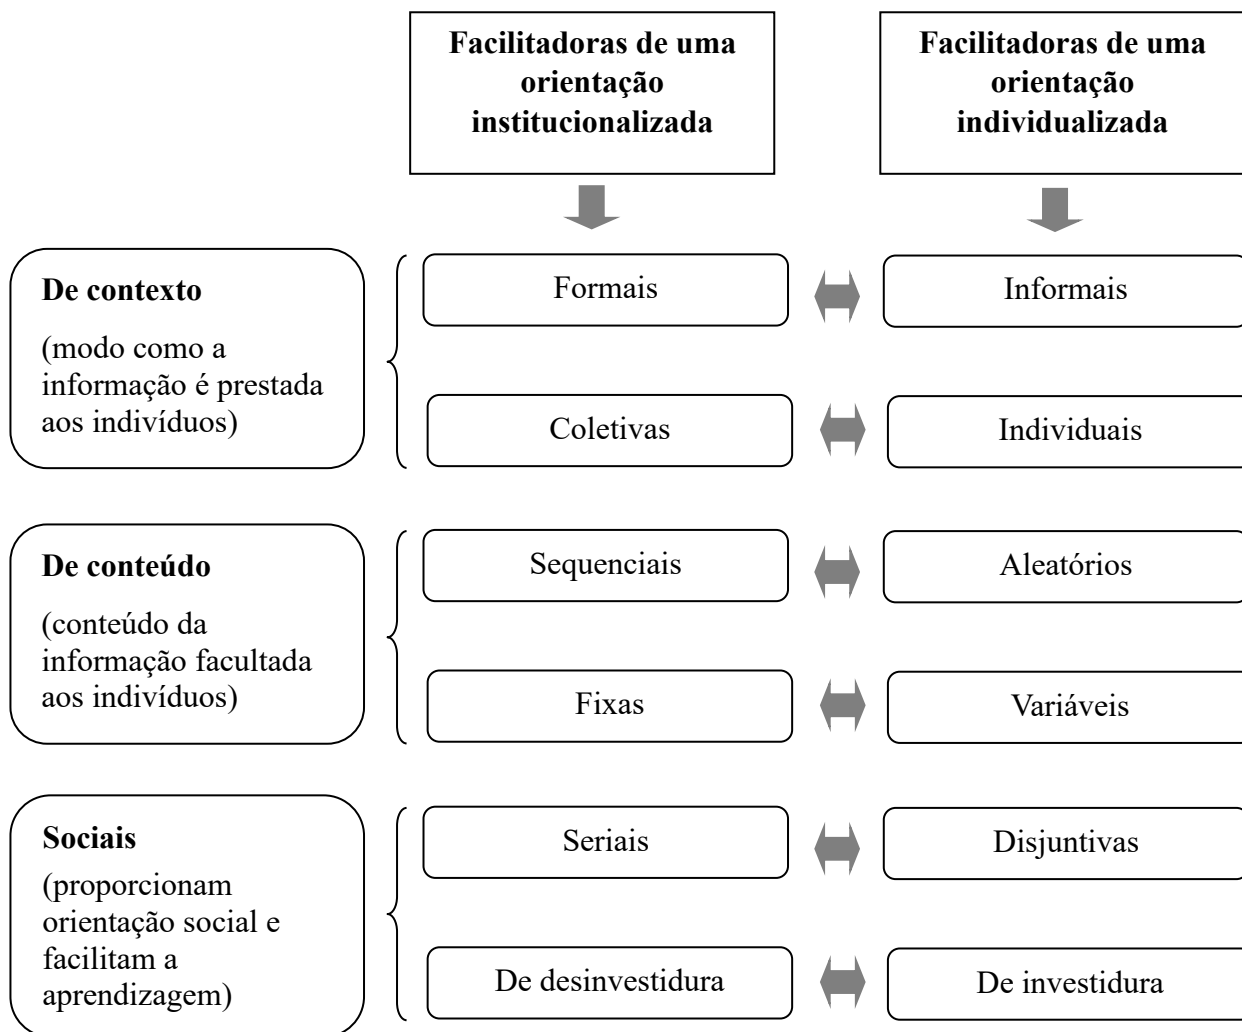 Facilitadoras de uma
orientação
institucionalizada
Facilitadoras de uma
orientação
individualizada
De contexto
(modo como a
informação é prestada
aos indivíduos)
Formais
Informais
Coletivas
Individuais
De conteúdo
(conteúdo da
informação facultada
aos indivíduos)
Sequenciais
Aleatórios
Fixas
Variáveis
Sociais
(proporcionam
orientação social e
facilitam a
aprendizagem)
Seriais
Disjuntivas
De desinvestidura
De investidura